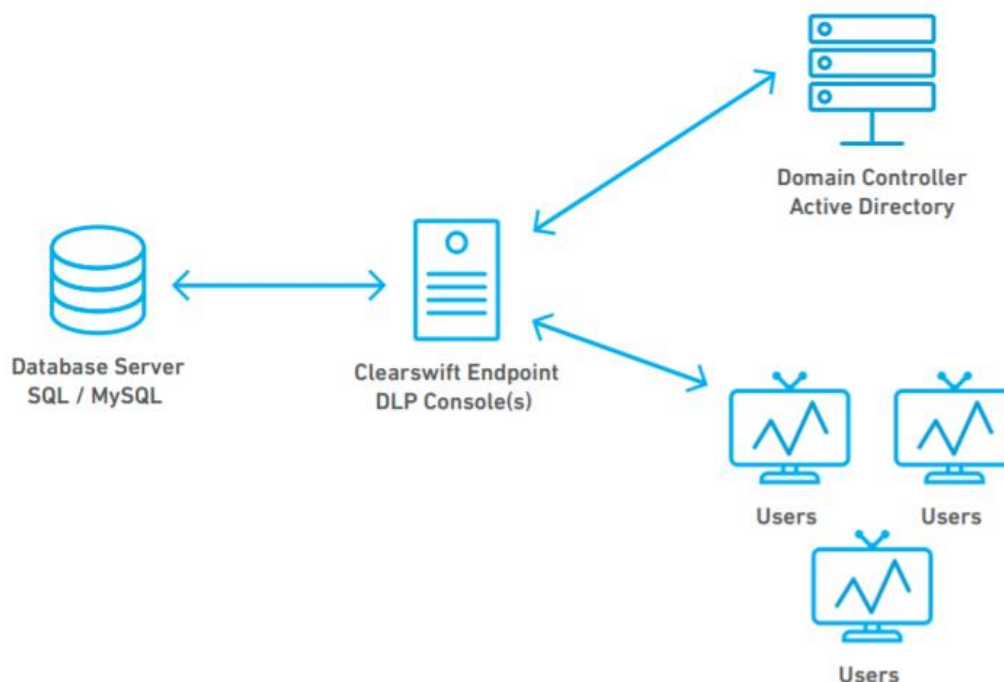 Domain Controller
Active Directory
Database Server
SQL / MySQL
Clearswift Endpoint
DLP Console(s)
Users
Users
Users